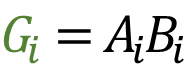 Gᵢ = AᵢBᵢ